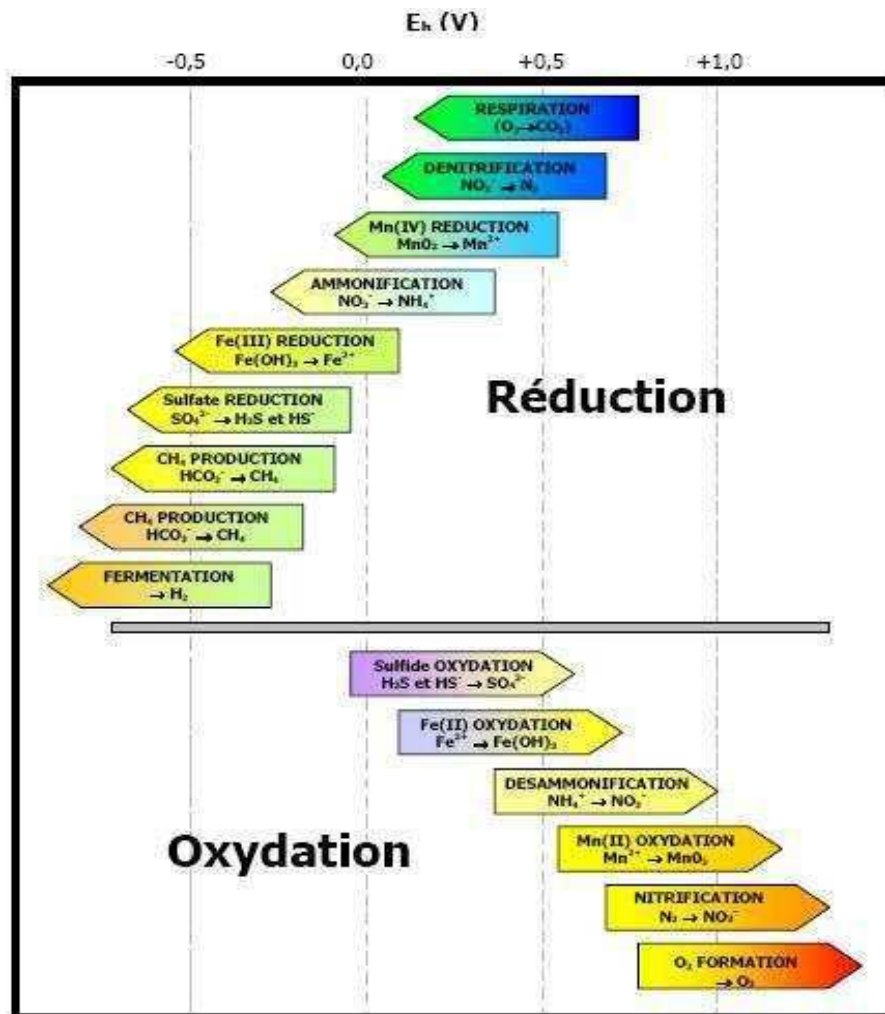 Eₕ (V)
-0,5 0,0 +0,5 +1,0
RESPIRATION
(O₂→CO₂)
DENITRIFICATION
NO₃⁻ → N₂
Mn(IV) REDUCTION
MnO₂ → Mn²⁺
AMMONIFICATION
NO₃⁻ → NH₄⁺
Fe(III) REDUCTION
Fe(OH)₃ → Fe²⁺
Réduction
Sulfate REDUCTION
SO₄²⁻ → H₂S et HS⁻
CH₄ PRODUCTION
HCO₃⁻ → CH₄
CH₄ PRODUCTION
HCO₃⁻ → CH₄
FERMENTATION
→ H₂
Sulfide OXYDATION
H₂S et HS⁻ → SO₄²⁻
Fe(II) OXYDATION
Fe²⁺ → Fe(OH)₃
DESAMMONIFICATION
NH₄⁺ → NO₃⁻
Oxydation
Mn(II) OXYDATION
Mn²⁺ → MnO₂
NITRIFICATION
N₂ → NO₃⁻
O₂ FORMATION
→ O₂